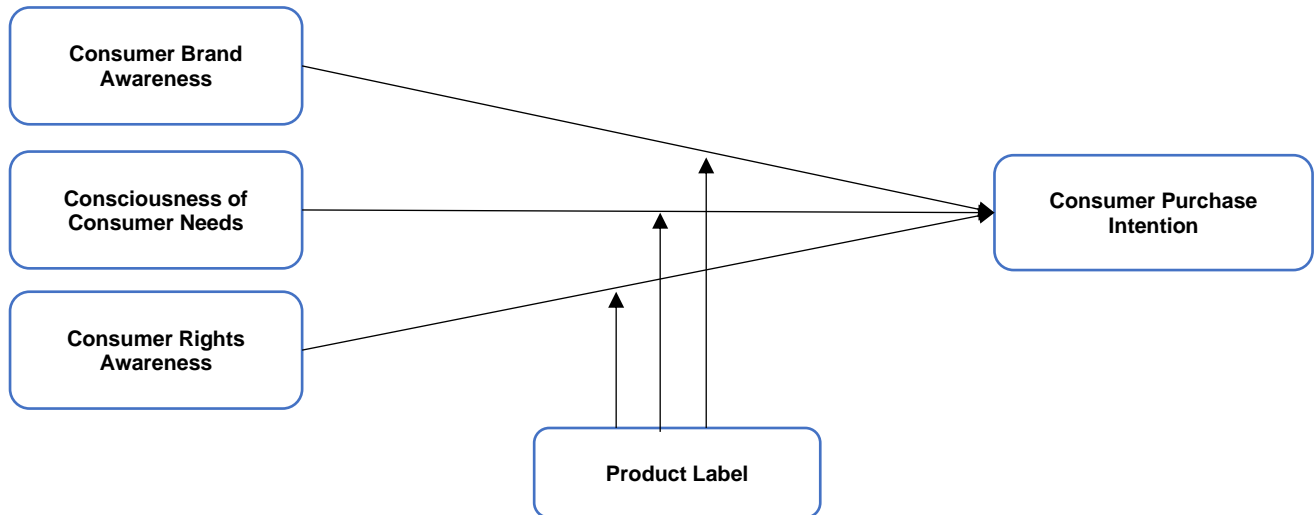 Consumer Brand
Awareness
Consciousness of
Consumer Needs
Consumer Purchase
Intention
Consumer Rights
Awareness
Product Label